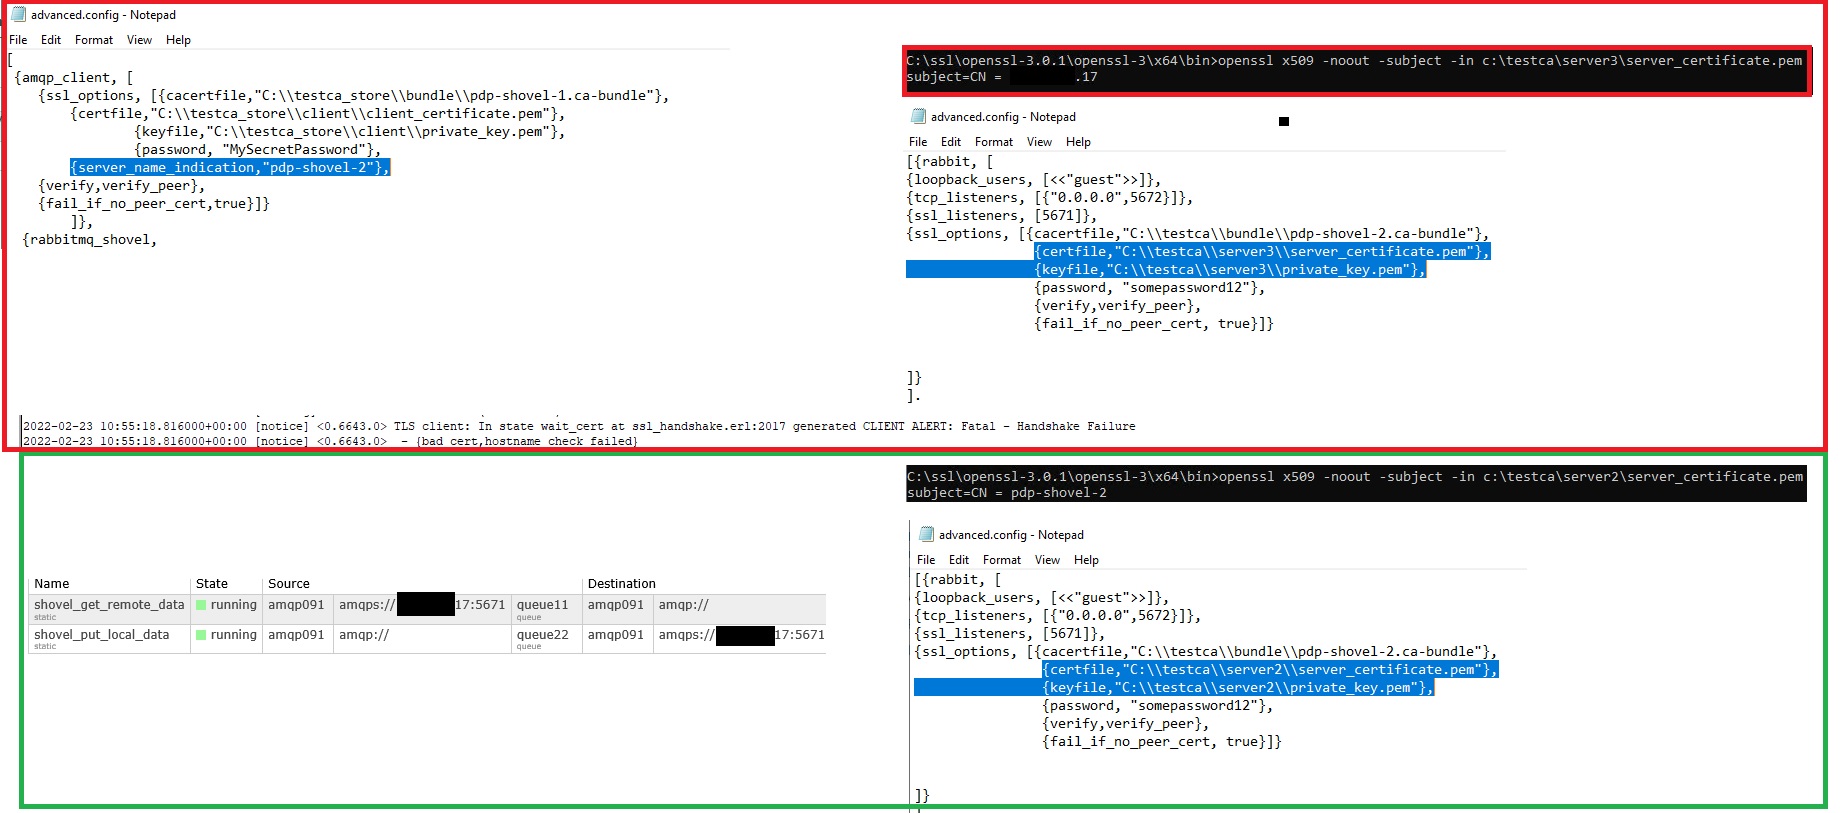 advanced.config - Notepad
File Edit Format View Help
[
{amqp_client, [
{ssl_options, [{cacertfile,"C:\\testca_store\\bundle\\pdp-shovel-1.ca-bundle"},
{certfile,"C:\\testca_store\\client\\client_certificate.pem"},
{keyfile,"C:\\testca_store\\client\\private_key.pem"},
{password, "MySecretPassword"},
{server_name_indication,"pdp-shovel-2"},
{verify,verify_peer},
{fail_if_no_peer_cert,true}]}
]},
{rabbitmq_shovel,
C:\ssl\openssl-3.0.1\openssl-3\x64\bin>openssl x509 -noout -subject -in c:\testca\server3\server_certificate.pem
subject=CN = .17
advanced.config - Notepad
File Edit Format View Help
[{rabbit, [
{loopback_users, [<<"guest">>]},
{tcp_listeners, [{"0.0.0.0",5672}]},
{ssl_listeners, [5671]},
{ssl_options, [{cacertfile,"C:\\testca\\bundle\\pdp-shovel-2.ca-bundle"},
{certfile,"C:\\testca\\server3\\server_certificate.pem"},
{keyfile,"C:\\testca\\server3\\private_key.pem"},
{password, "somepassword12"},
{verify,verify_peer},
{fail_if_no_peer_cert, true}]}
]}
].
2022-02-23 10:55:18.816000+00:00 [notice] <0.6643.0> TLS client: In state wait_cert at ssl_handshake.erl:2017 generated CLIENT ALERT: Fatal - Handshake Failure
2022-02-23 10:55:18.816000+00:00 [notice] <0.6643.0> - {bad_cert,hostname_check_failed}
C:\ssl\openssl-3.0.1\openssl-3\x64\bin>openssl x509 -noout -subject -in c:\testca\server2\server_certificate.pem
subject=CN = pdp-shovel-2
Name State Source Destination
shovel_get_remote_data running amqp091 amqps:// 17:5671 queue11 amqp091 amqp://
static queue
shovel_put_local_data running amqp091 amqp:// queue22 amqp091 amqps:// 17:5671
static queue
advanced.config - Notepad
File Edit Format View Help
[{rabbit, [
{loopback_users, [<<"guest">>]},
{tcp_listeners, [{"0.0.0.0",5672}]},
{ssl_listeners, [5671]},
{ssl_options, [{cacertfile,"C:\\testca\\bundle\\pdp-shovel-2.ca-bundle"},
{certfile,"C:\\testca\\server2\\server_certificate.pem"},
{keyfile,"C:\\testca\\server2\\private_key.pem"},
{password, "somepassword12"},
{verify,verify_peer},
{fail_if_no_peer_cert, true}]}
]}